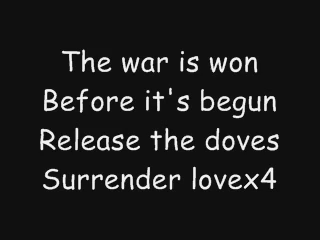 The war is won
Before it's begun
Release the doves
Surrender lovex4